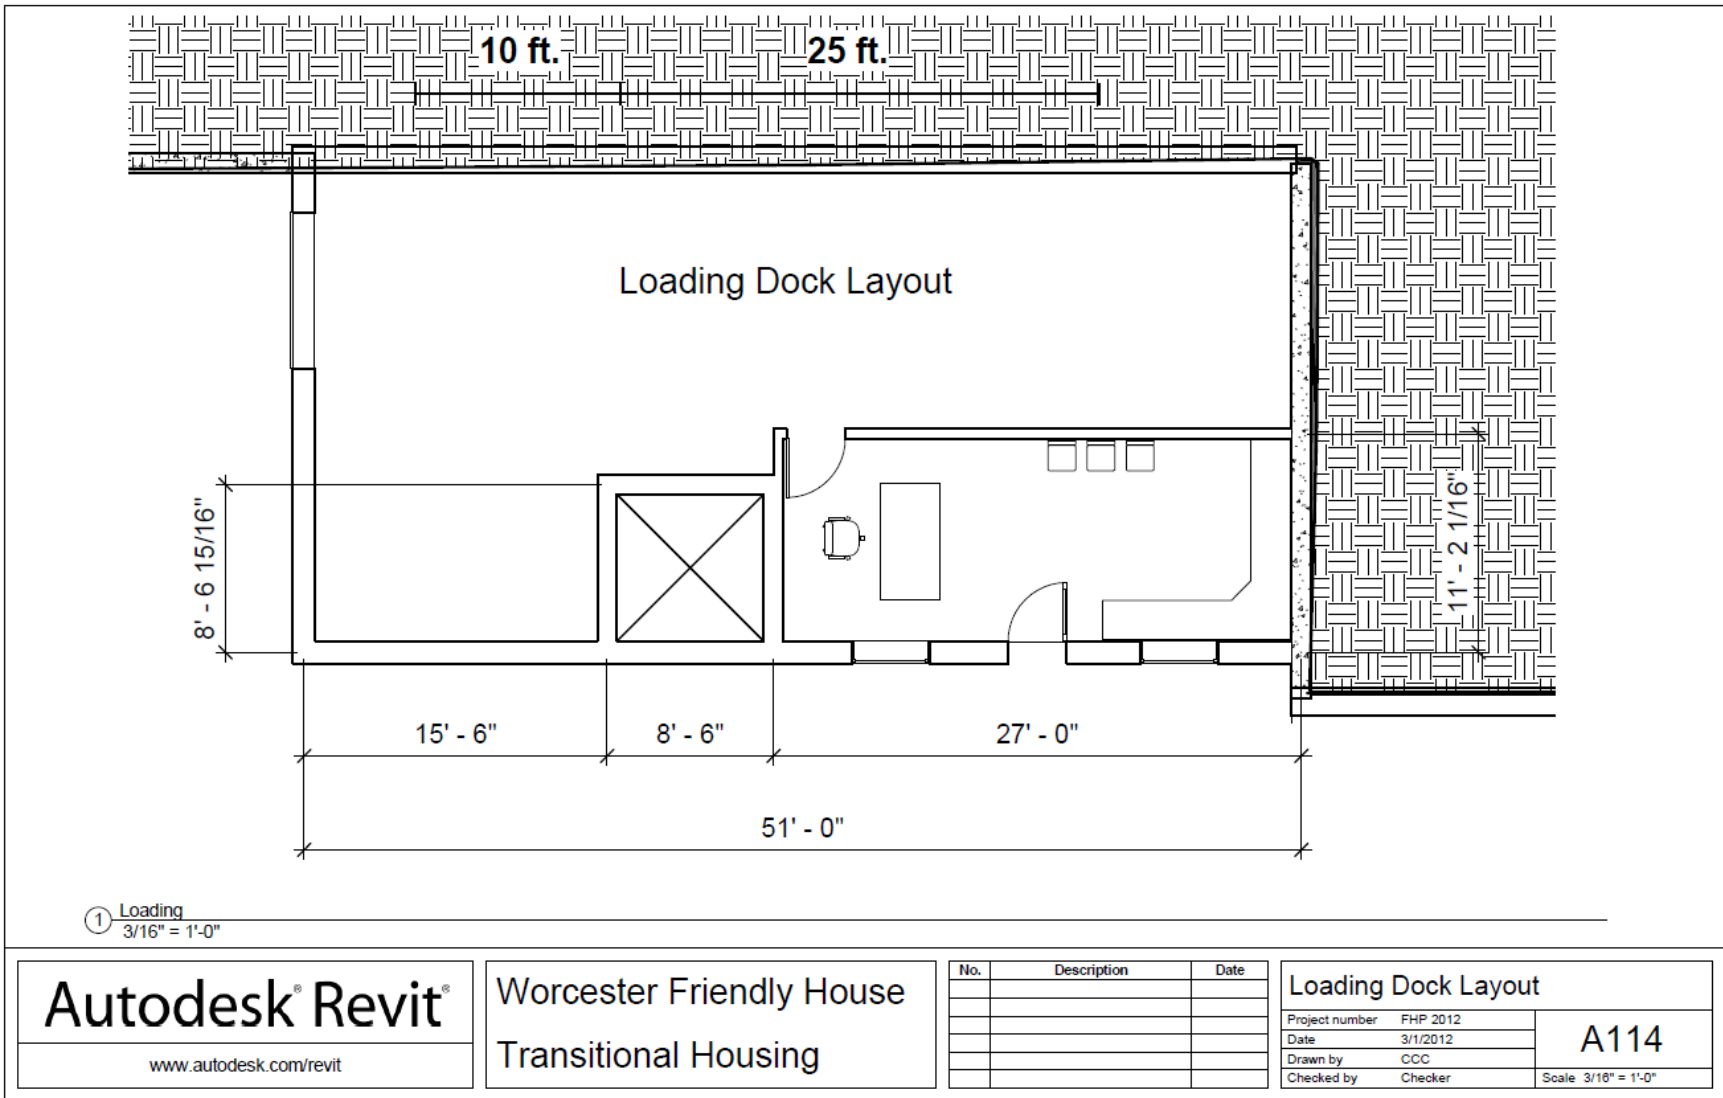 10 ft.
25 ft.
Loading Dock Layout
8' - 6 15/16"
11' - 2 1/16"
15' - 6"
8' - 6"
27' - 0"
51' - 0"
1
Loading
3/16" = 1'-0"
Autodesk® Revit®
www.autodesk.com/revit
Worcester Friendly House
Transitional Housing
No. Description Date
Loading Dock Layout
Project number FHP 2012
Date 3/1/2012
Drawn by CCC
Checked by Checker
A114
Scale 3/16" = 1'-0"